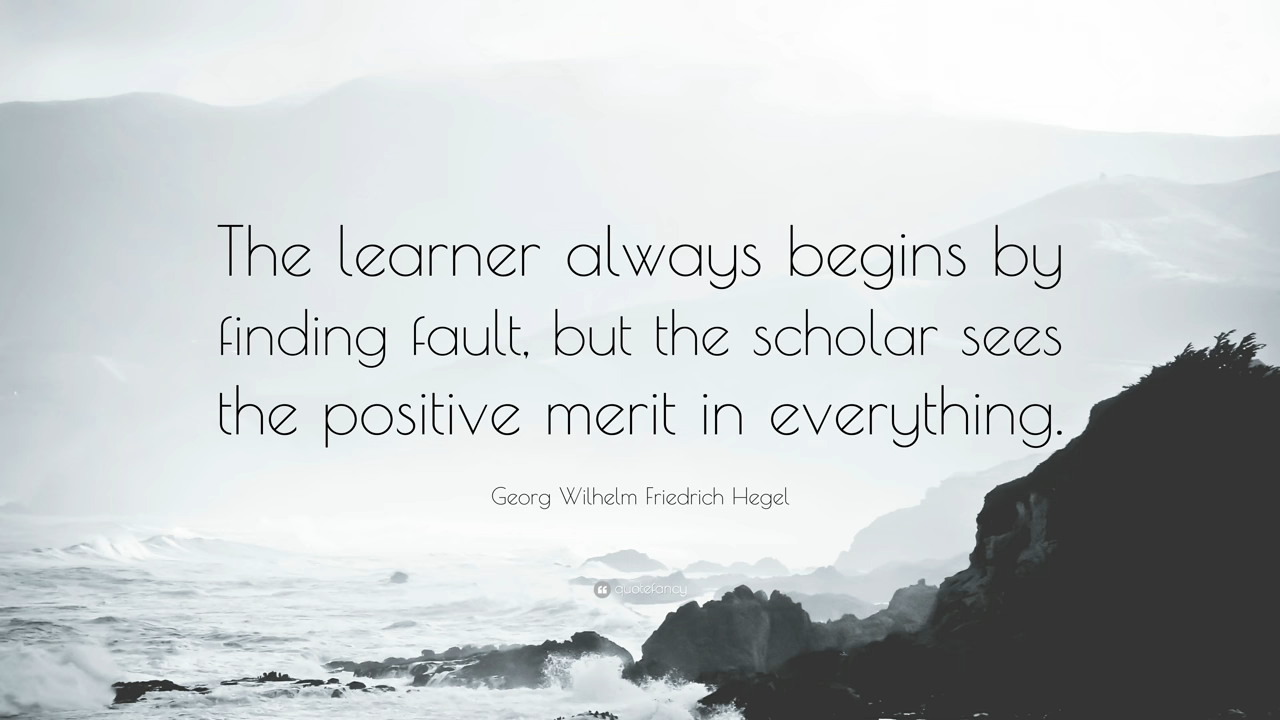 The learner always begins by
finding fault, but the scholar sees
the positive merit in everything.
Georg Wilhelm Friedrich Hegel
quotefancy